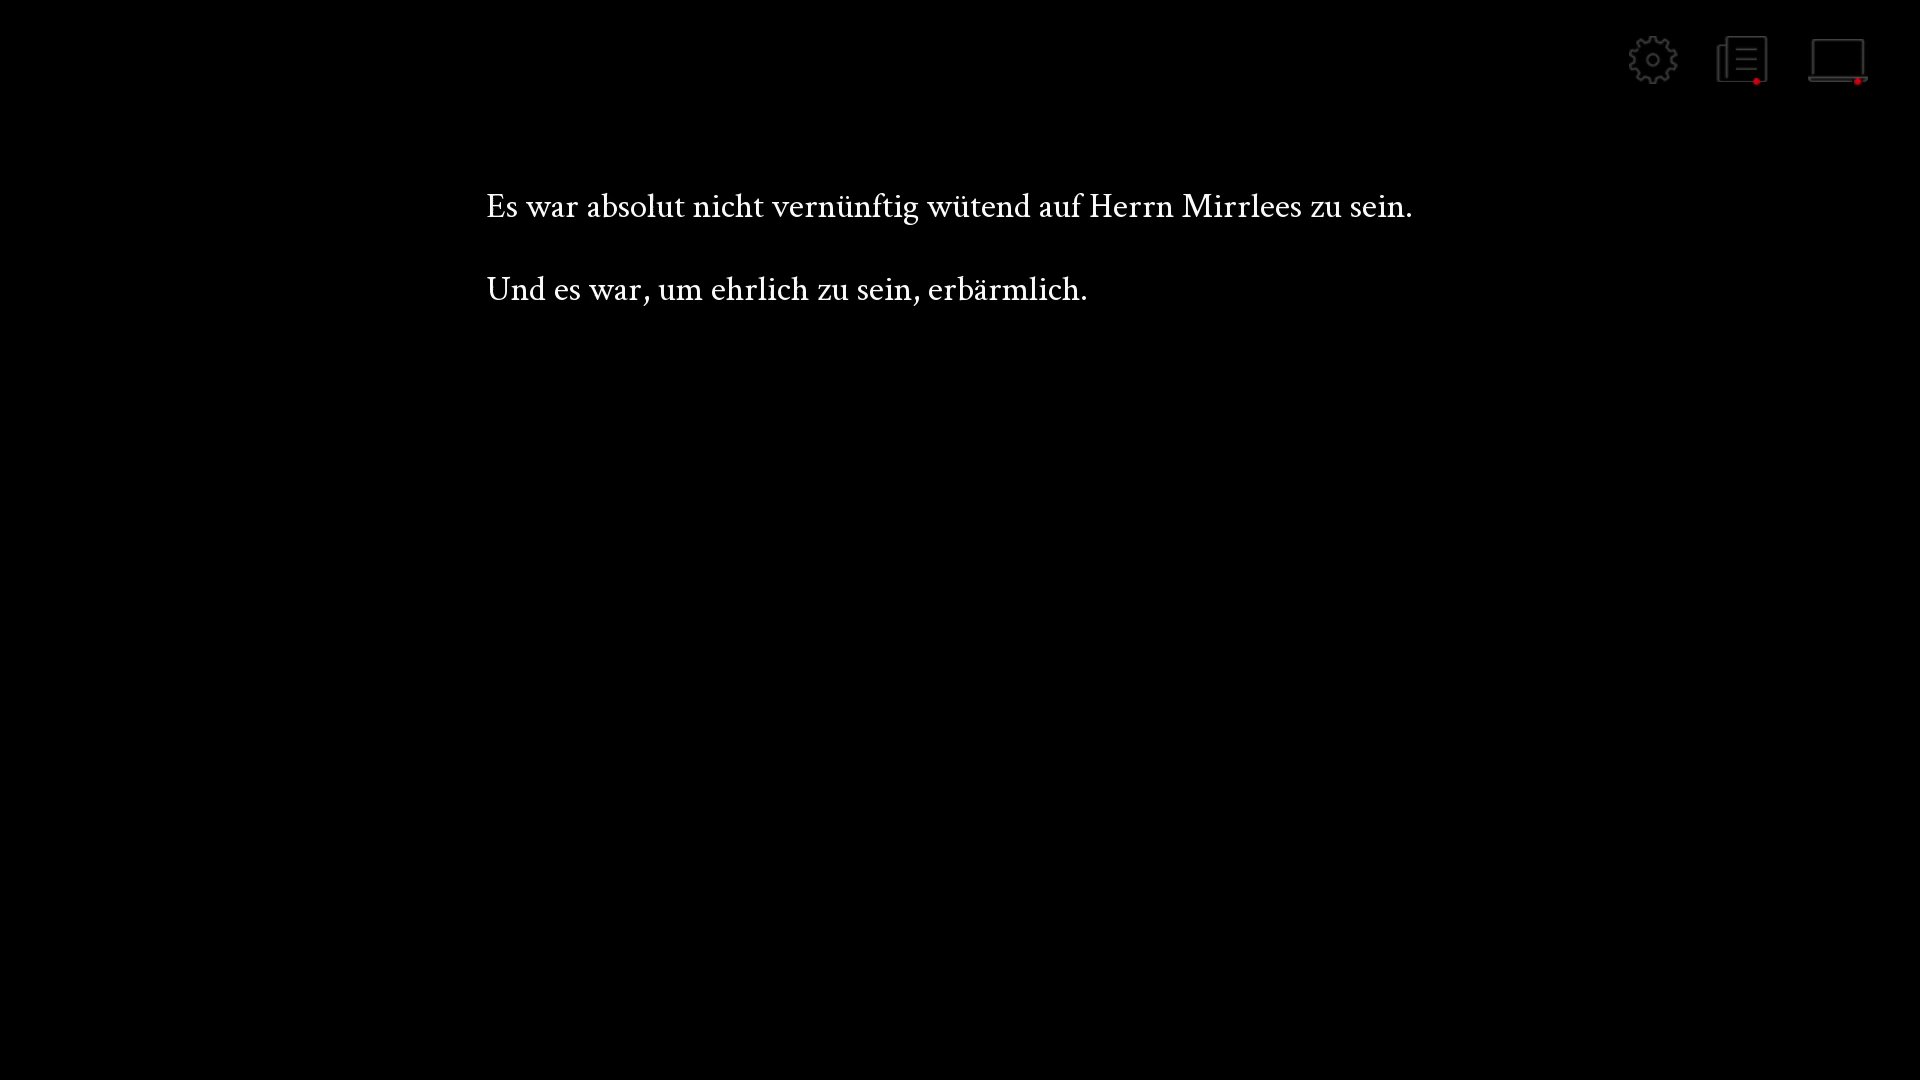 Es war absolut nicht vernünftig wütend auf Herrn Mirrlees zu sein.
Und es war, um ehrlich zu sein, erbärmlich.